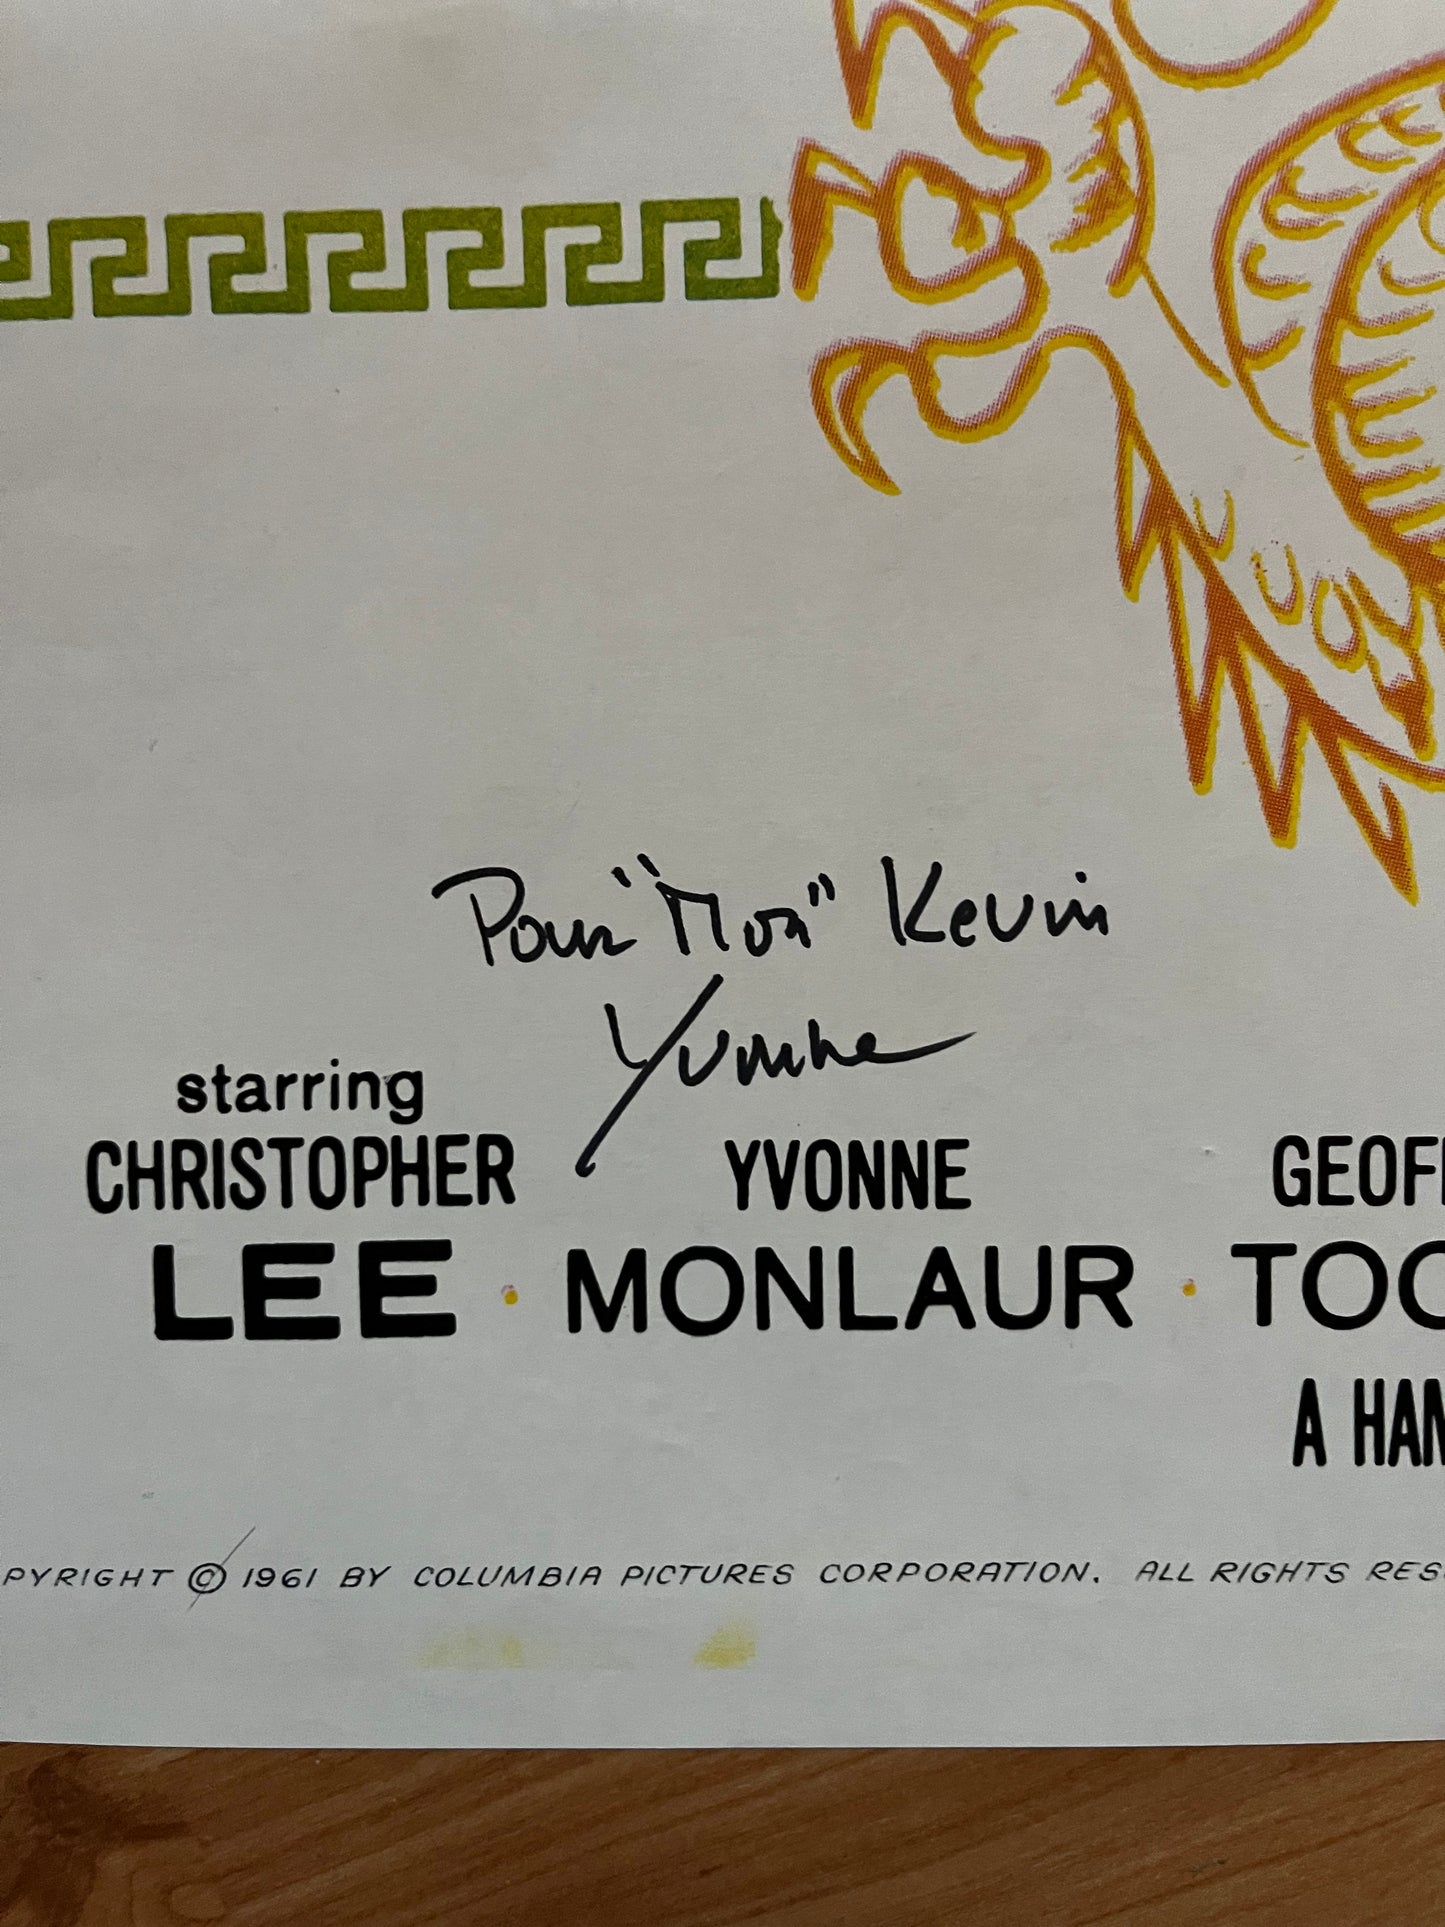 Pour "Mon" Kevin
Yvonne
starring
CHRISTOPHER YVONNE GEOF
LEE · MONLAUR · TOO
A HAM
PYRIGHT © 1961 BY COLUMBIA PICTURES CORPORATION. ALL RIGHTS RES